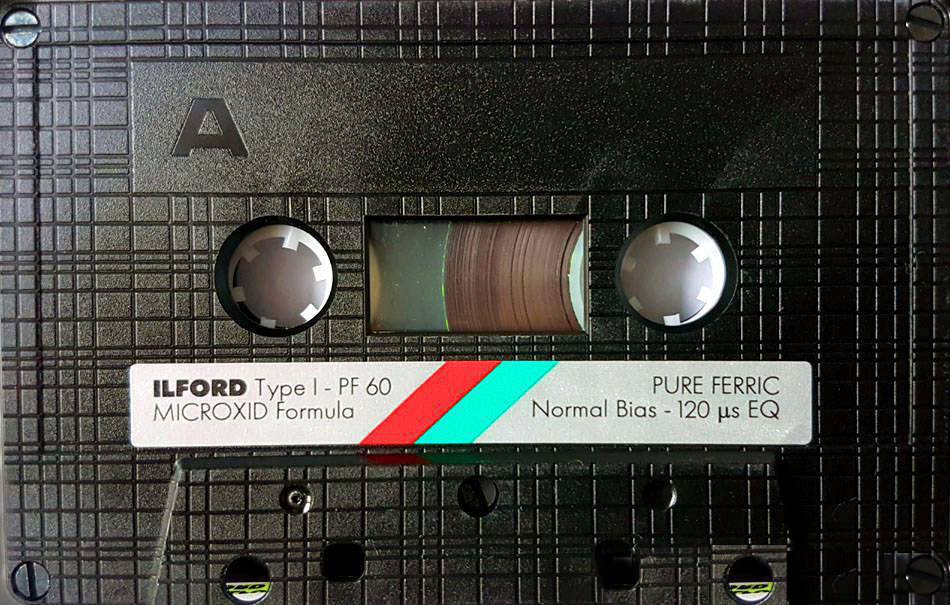 A
ILFORD Type I - PF 60
MICROXID Formula
PURE FERRIC
Normal Bias - 120 µs EQ